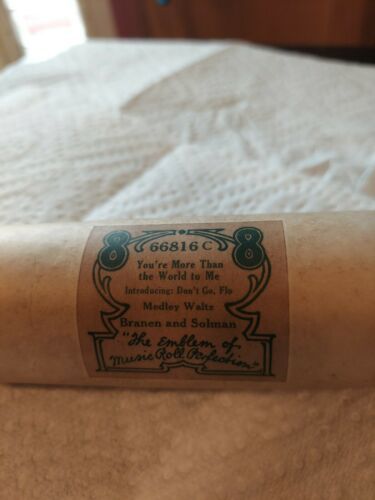 8 66816 C 8
You're More Than
the World to Me
Introducing: Don't Go, Flo
Medley Waltz
Branen and Solman
"The Emblem of
Music Roll Perfection"